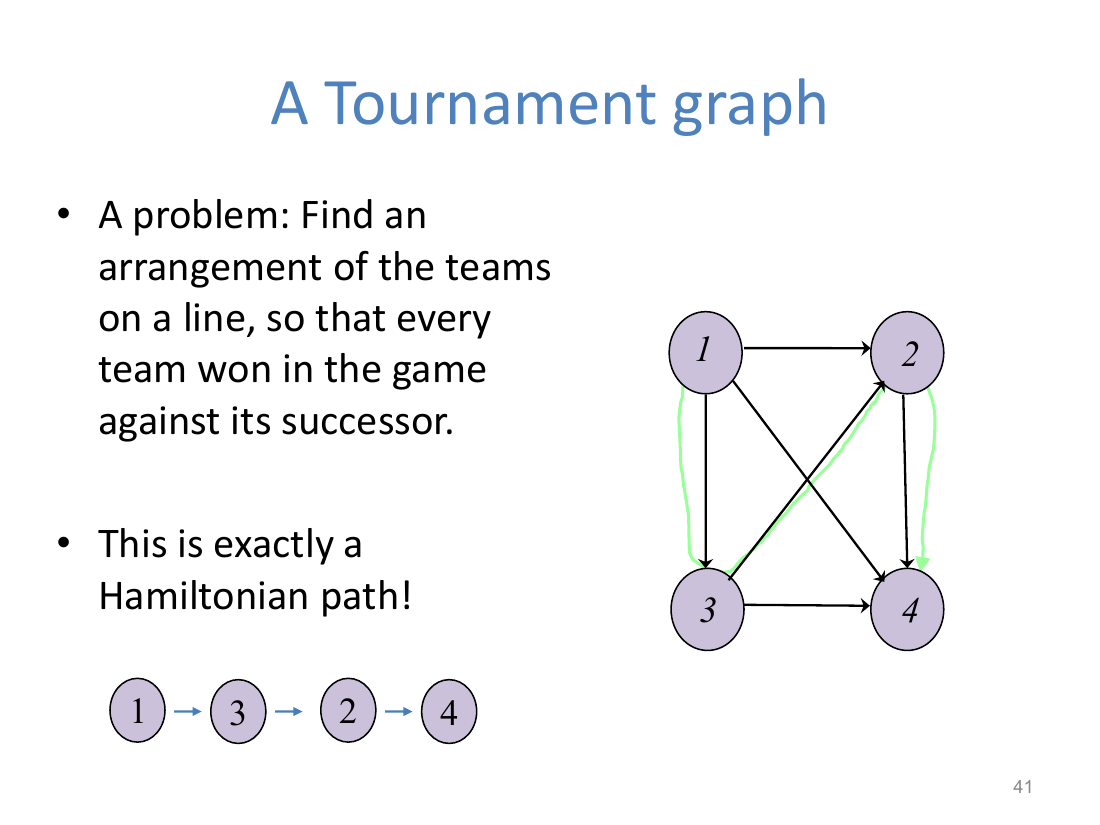 A Tournament graph
• A problem: Find an
arrangement of the teams
on a line, so that every
team won in the game
against its successor.
• This is exactly a
Hamiltonian path!
1 2
3 4
1 3 2 4
41